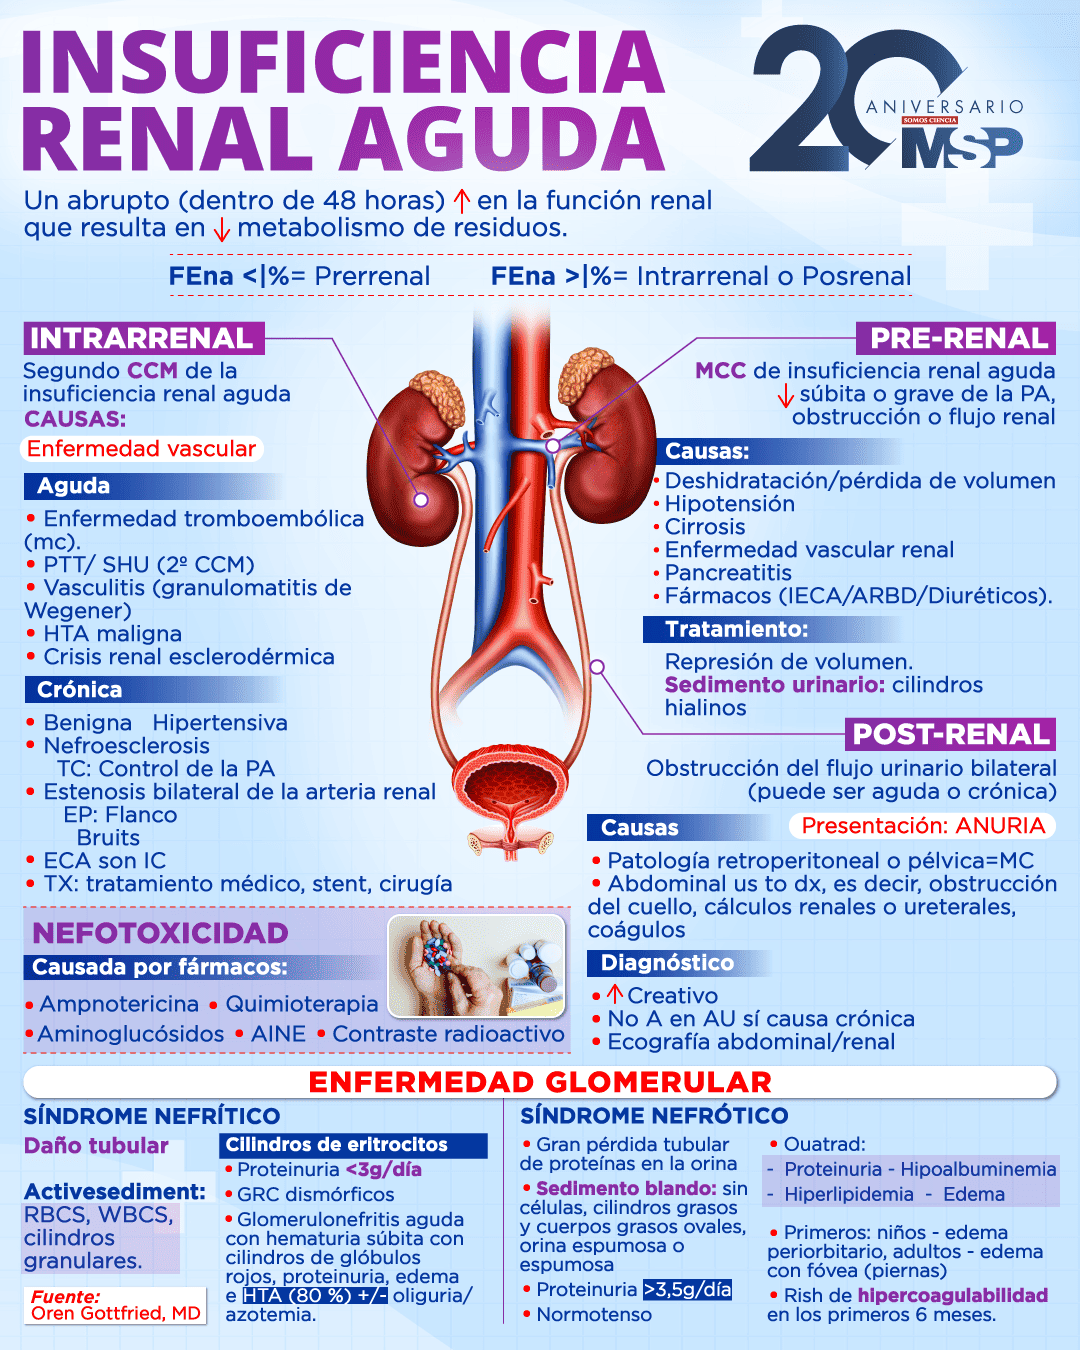 INSUFICIENCIA
RENAL AGUDA
20
ANIVERSARIO
SOMOS CIENCIA
MSP
Un abrupto (dentro de 48 horas) ↑ en la función renal
que resulta en ↓ metabolismo de residuos.
FEna <|%= Prerrenal
FEna >|%= Intrarrenal o Posrenal
INTRARRENAL
Segundo CCM de la
insuficiencia renal aguda
CAUSAS:
Enfermedad vascular
Aguda
• Enfermedad tromboembólica
(mc).
• PTT/ SHU (2º CCM)
• Vasculitis (granulomatitis de
Wegener)
• HTA maligna
• Crisis renal esclerodérmica
Crónica
• Benigna Hipertensiva
• Nefroesclerosis
TC: Control de la PA
• Estenosis bilateral de la arteria renal
EP: Flanco
Bruits
• ECA son IC
• TX: tratamiento médico, stent, cirugía
NEFOTOXICIDAD
Causada por fármacos:
• Ampnotericina • Quimioterapia
• Aminoglucósidos • AINE • Contraste radioactivo
PRE-RENAL
MCC de insuficiencia renal aguda
↓ súbita o grave de la PA,
obstrucción o flujo renal
Causas:
• Deshidratación/pérdida de volumen
• Hipotensión
• Cirrosis
• Enfermedad vascular renal
• Pancreatitis
• Fármacos (IECA/ARBD/Diuréticos).
Tratamiento:
Represión de volumen.
Sedimento urinario: cilindros
hialinos
POST-RENAL
Obstrucción del flujo urinario bilateral
(puede ser aguda o crónica)
Causas
Presentación: ANURIA
• Patología retroperitoneal o pélvica=MC
• Abdominal us to dx, es decir, obstrucción
del cuello, cálculos renales o ureterales,
coágulos
Diagnóstico
• ↑ Creativo
• No A en AU sí causa crónica
• Ecografía abdominal/renal
ENFERMEDAD GLOMERULAR
SÍNDROME NEFRÍTICO
Daño tubular
Activesediment:
RBCS, WBCS,
cilindros
granulares.
Fuente:
Oren Gottfried, MD
Cilindros de eritrocitos
• Proteinuria <3g/día
• GRC dismórficos
• Glomerulonefritis aguda
con hematuria súbita con
cilindros de glóbulos
rojos, proteinuria, edema
e HTA (80 %) +/- oliguria/
azotemia.
SÍNDROME NEFRÓTICO
• Gran pérdida tubular
de proteínas en la orina
• Sedimento blando: sin
células, cilindros grasos
y cuerpos grasos ovales,
orina espumosa o
espumosa
• Proteinuria >3,5g/día
• Normotenso
• Ouatrad:
- Proteinuria - Hipoalbuminemia
- Hiperlipidemia - Edema
• Primeros: niños - edema
periorbitario, adultos - edema
con fóvea (piernas)
• Rish de hipercoagulabilidad
en los primeros 6 meses.